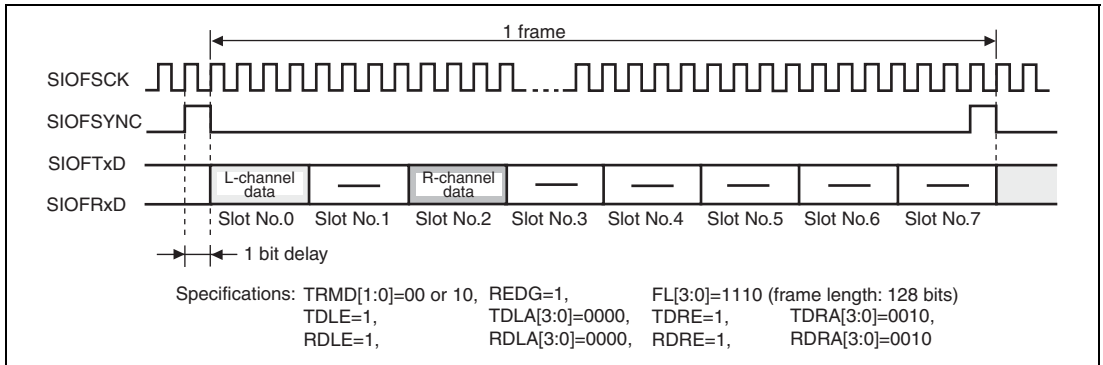 1 frame
SIOFSCK
SIOFSYNC
SIOFTxD
SIOFRxD
L-channel
data
R-channel
data
Slot No.0 Slot No.1 Slot No.2 Slot No.3 Slot No.4 Slot No.5 Slot No.6 Slot No.7
1 bit delay
Specifications: TRMD[1:0]=00 or 10, REDG=1, FL[3:0]=1110 (frame length: 128 bits)
TDLE=1, TDLA[3:0]=0000, TDRE=1, TDRA[3:0]=0010,
RDLE=1, RDLA[3:0]=0000, RDRE=1, RDRA[3:0]=0010